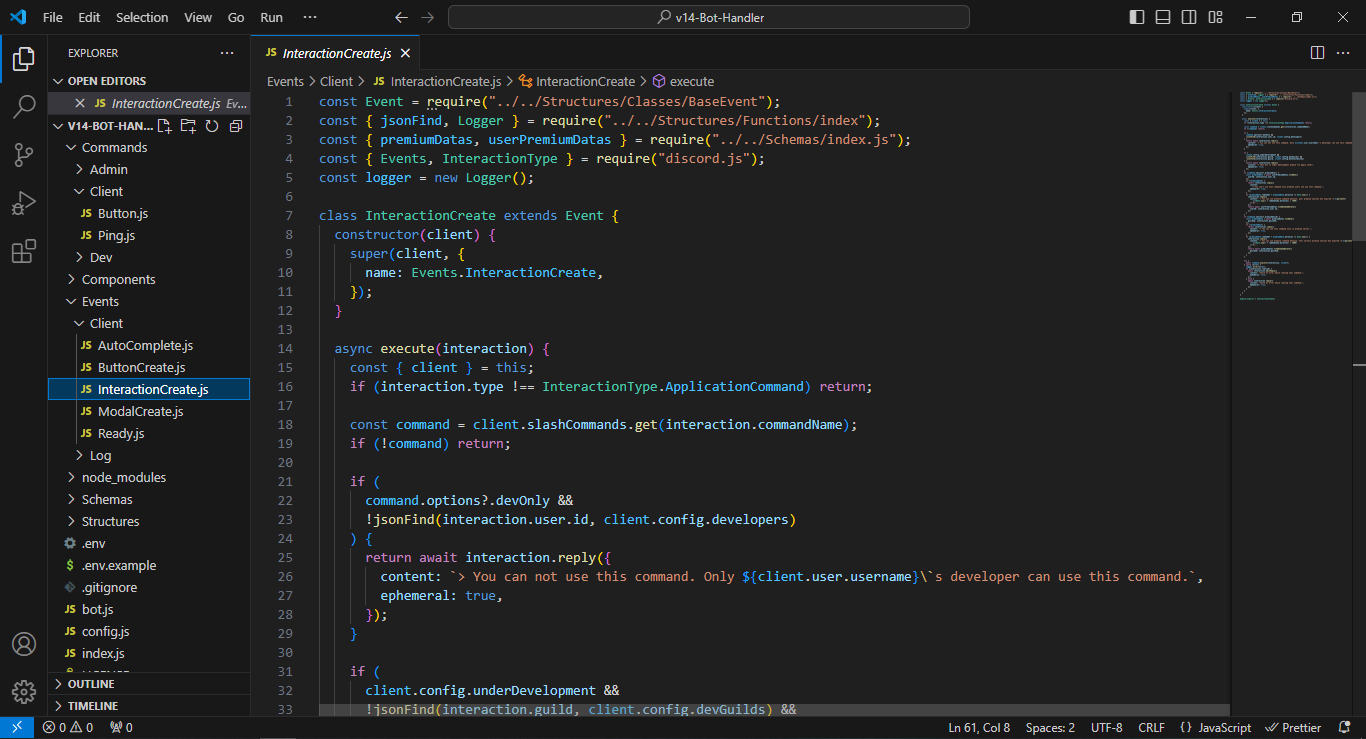 File Edit Selection View Go Run ···
v14-Bot-Handler
EXPLORER ···
OPEN EDITORS
JS InteractionCreate.js Ev...
V14-BOT-HAN...
Commands
Admin
Client
JS Button.js
JS Ping.js
Dev
Components
Events
Client
JS AutoComplete.js
JS ButtonCreate.js
JS InteractionCreate.js
JS ModalCreate.js
JS Ready.js
Log
node_modules
Schemas
Structures
.env
$ .env.example
.gitignore
JS bot.js
JS config.js
JS index.js
OUTLINE
TIMELINE
JS InteractionCreate.js
Events > Client > JS InteractionCreate.js > InteractionCreate > execute
1 const Event = require("../../Structures/Classes/BaseEvent");
2 const { jsonFind, Logger } = require("../../Structures/Functions/index");
3 const { premiumDatas, userPremiumDatas } = require("../../Schemas/index.js");
4 const { Events, InteractionType } = require("discord.js");
5 const logger = new Logger();
6
7 class InteractionCreate extends Event {
8 constructor(client) {
9 super(client, {
10 name: Events.InteractionCreate,
11 });
12 }
13
14 async execute(interaction) {
15 const { client } = this;
16 if (interaction.type !== InteractionType.ApplicationCommand) return;
17
18 const command = client.slashCommands.get(interaction.commandName);
19 if (!command) return;
20
21 if (
22 command.options?.devOnly &&
23 !jsonFind(interaction.user.id, client.config.developers)
24 ) {
25 return await interaction.reply({
26 content: `> You can not use this command. Only ${client.user.username}\`s developer can use this command.`,
27 ephemeral: true,
28 });
29 }
30
31 if (
32 client.config.underDevelopment &&
33 !jsonFind(interaction.guild, client.config.devGuilds) &&
0 0 0 Ln 61, Col 8 Spaces: 2 UTF-8 CRLF {} JavaScript Prettier